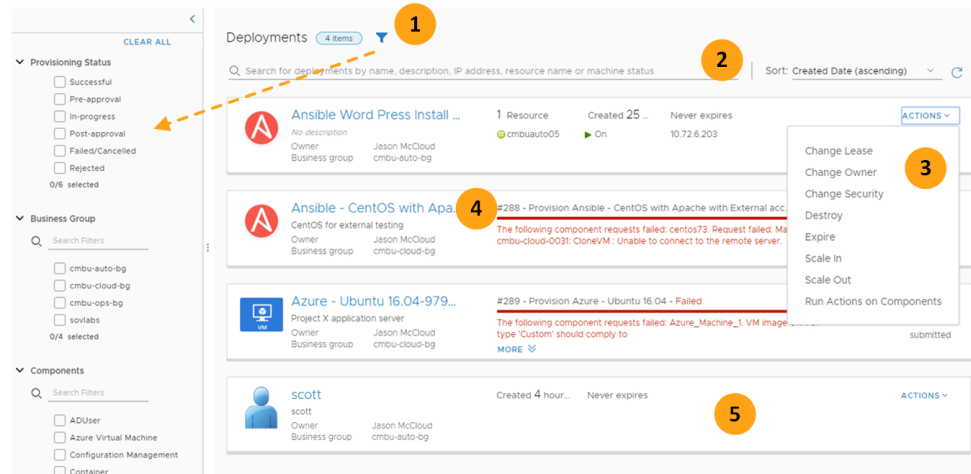 CLEAR ALL
Provisioning Status
Successful
Pre-approval
In-progress
Post-approval
Failed/Cancelled
Rejected
0/6 selected
Business Group
Search Filters
cmbu-auto-bg
cmbu-cloud-bg
cmbu-ops-bg
sovlabs
0/4 selected
Components
Search Filters
ADUser
Azure Virtual Machine
Configuration Management
Container
Deployments 4 items
1
Search for deployments by name, description, IP address, resource name or machine status
2
Sort: Created Date (ascending)
Ansible Word Press Install ...
No description
Owner Jason McCloud
Business group cmbu-auto-bg
1 Resource Created 25 ... Never expires
cmbuauto05 On 10.72.6.203
ACTIONS
Change Lease
Change Owner
Change Security
Destroy
Expire
Scale In
Scale Out
Run Actions on Components
3
Ansible - CentOS with Apa...
CentOS for external testing
Owner Jason McCloud
Business group cmbu-cloud-bg
4
#288 - Provision Ansible - CentOS with Apache with External acc...
The following component requests failed: centos73. Request failed: Ma
cmbu-cloud-0031: CloneVM : Unable to connect to the remote server.
VM
Azure - Ubuntu 16.04-979...
Project X application server
Owner Jason McCloud
Business group cmbu-cloud-bg
#289 - Provision Azure - Ubuntu 16.04 - Failed
The following component requests failed: Azure_Machine_1. VM image
type 'Custom' should comply to
MORE
submitted
scott
scott
Owner Jason McCloud
Business group cmbu-auto-bg
Created 4 hour... Never expires
5
ACTIONS